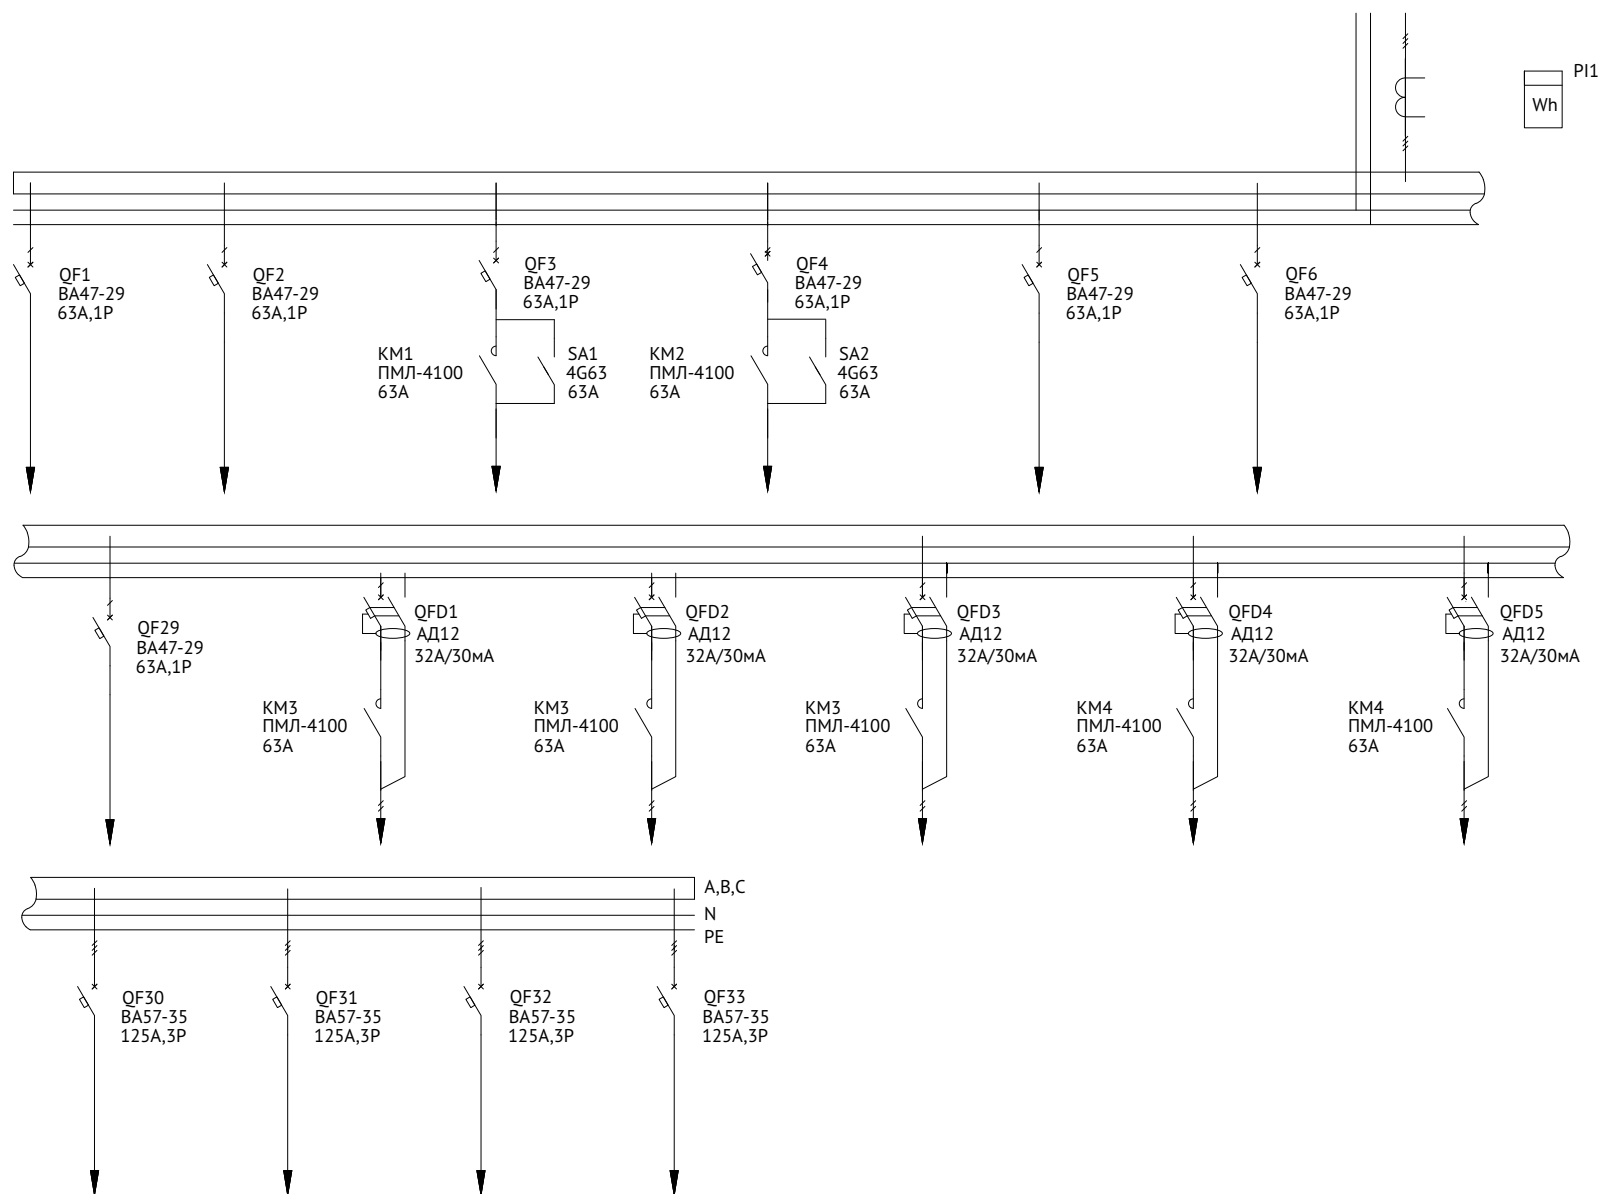 PI1
Wh
QF1
ВА47-29
63А,1Р
QF2
ВА47-29
63А,1Р
QF3
ВА47-29
63А,1Р
QF4
ВА47-29
63А,1Р
QF5
ВА47-29
63А,1Р
QF6
ВА47-29
63А,1Р
КМ1
ПМЛ-4100
63А
SA1
4G63
63А
КМ2
ПМЛ-4100
63А
SA2
4G63
63А
QF29
ВА47-29
63А,1Р
QFD1
АД12
32А/30мА
QFD2
АД12
32А/30мА
QFD3
АД12
32А/30мА
QFD4
АД12
32А/30мА
QFD5
АД12
32А/30мА
КМ3
ПМЛ-4100
63А
КМ3
ПМЛ-4100
63А
КМ3
ПМЛ-4100
63А
КМ4
ПМЛ-4100
63А
КМ4
ПМЛ-4100
63А
A,B,C
N
PE
QF30
ВА57-35
125А,3Р
QF31
ВА57-35
125А,3Р
QF32
ВА57-35
125А,3Р
QF33
ВА57-35
125А,3Р